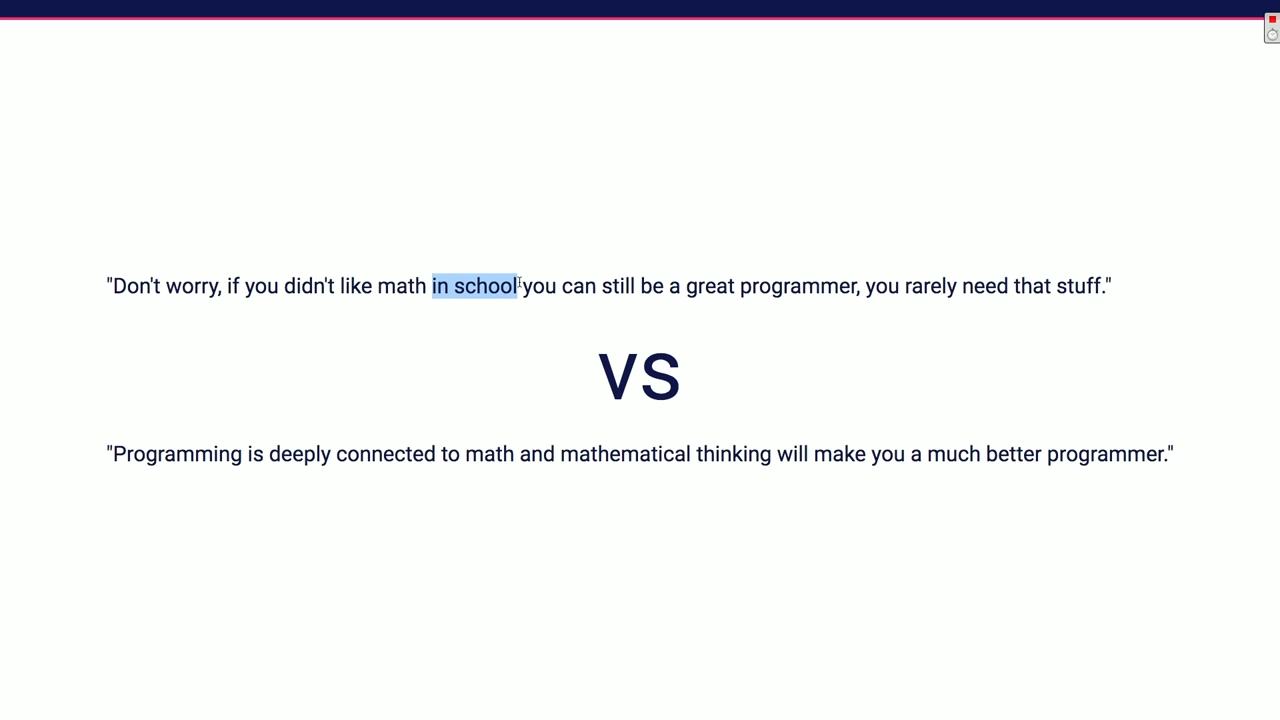 "Don't worry, if you didn't like math in school you can still be a great programmer, you rarely need that stuff."
vs
"Programming is deeply connected to math and mathematical thinking will make you a much better programmer."